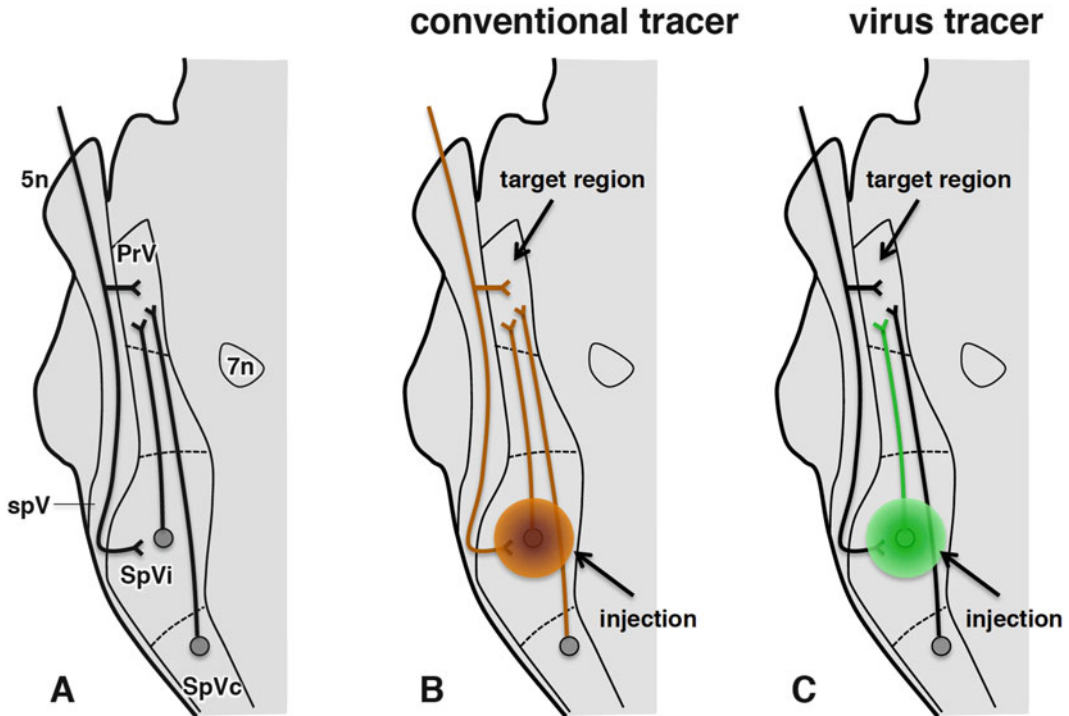 conventional tracer
virus tracer
5n
PrV
7n
spV
SpVi
SpVc
A
target region
injection
B
target region
injection
C